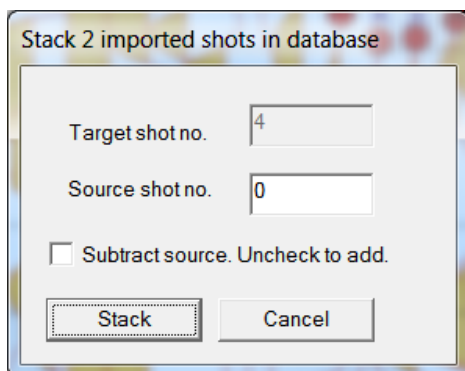 Stack 2 imported shots in database
Target shot no. 4
Source shot no. 0
Subtract source. Uncheck to add.
Stack Cancel